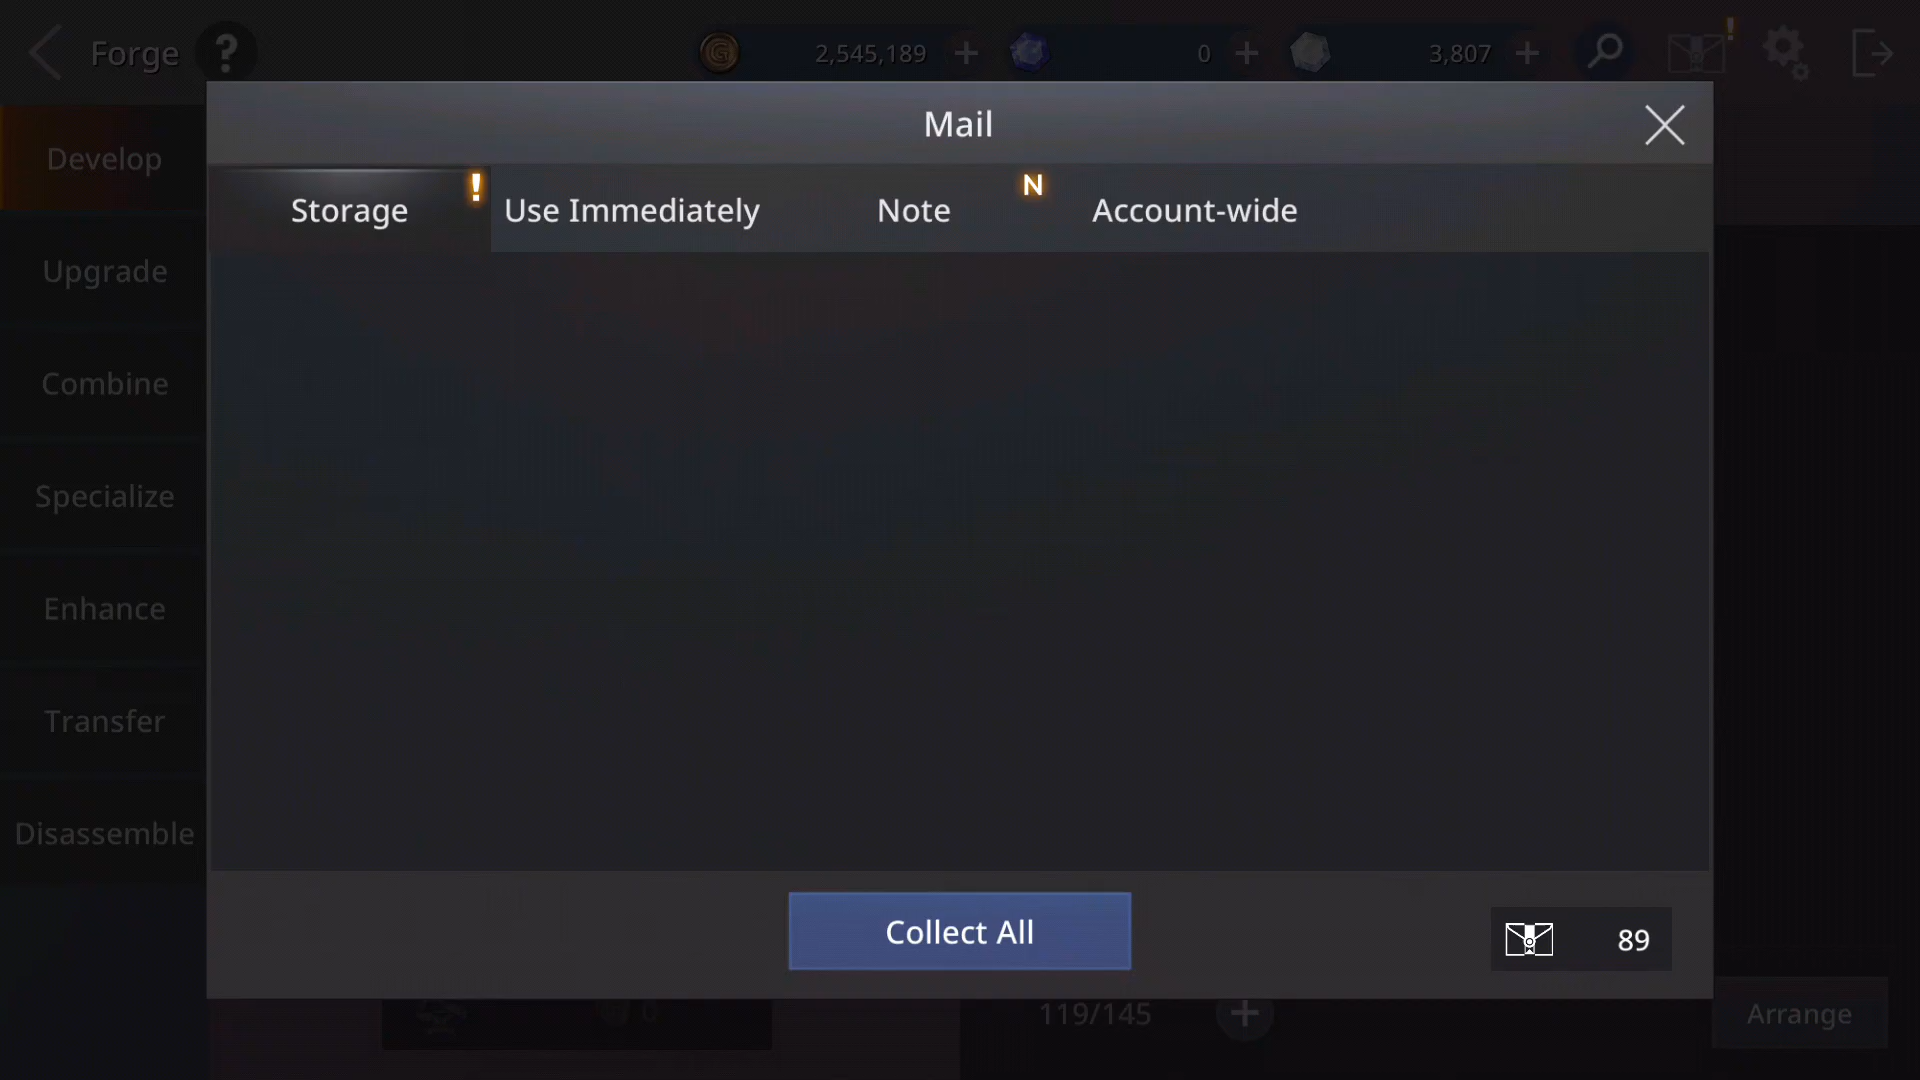 Forge
?
2,545,189
0
3,807
!
Mail
Storage
!
Use Immediately
Note
N
Account-wide
Develop
Upgrade
Combine
Specialize
Enhance
Transfer
Disassemble
Collect All
89
119/145
Arrange